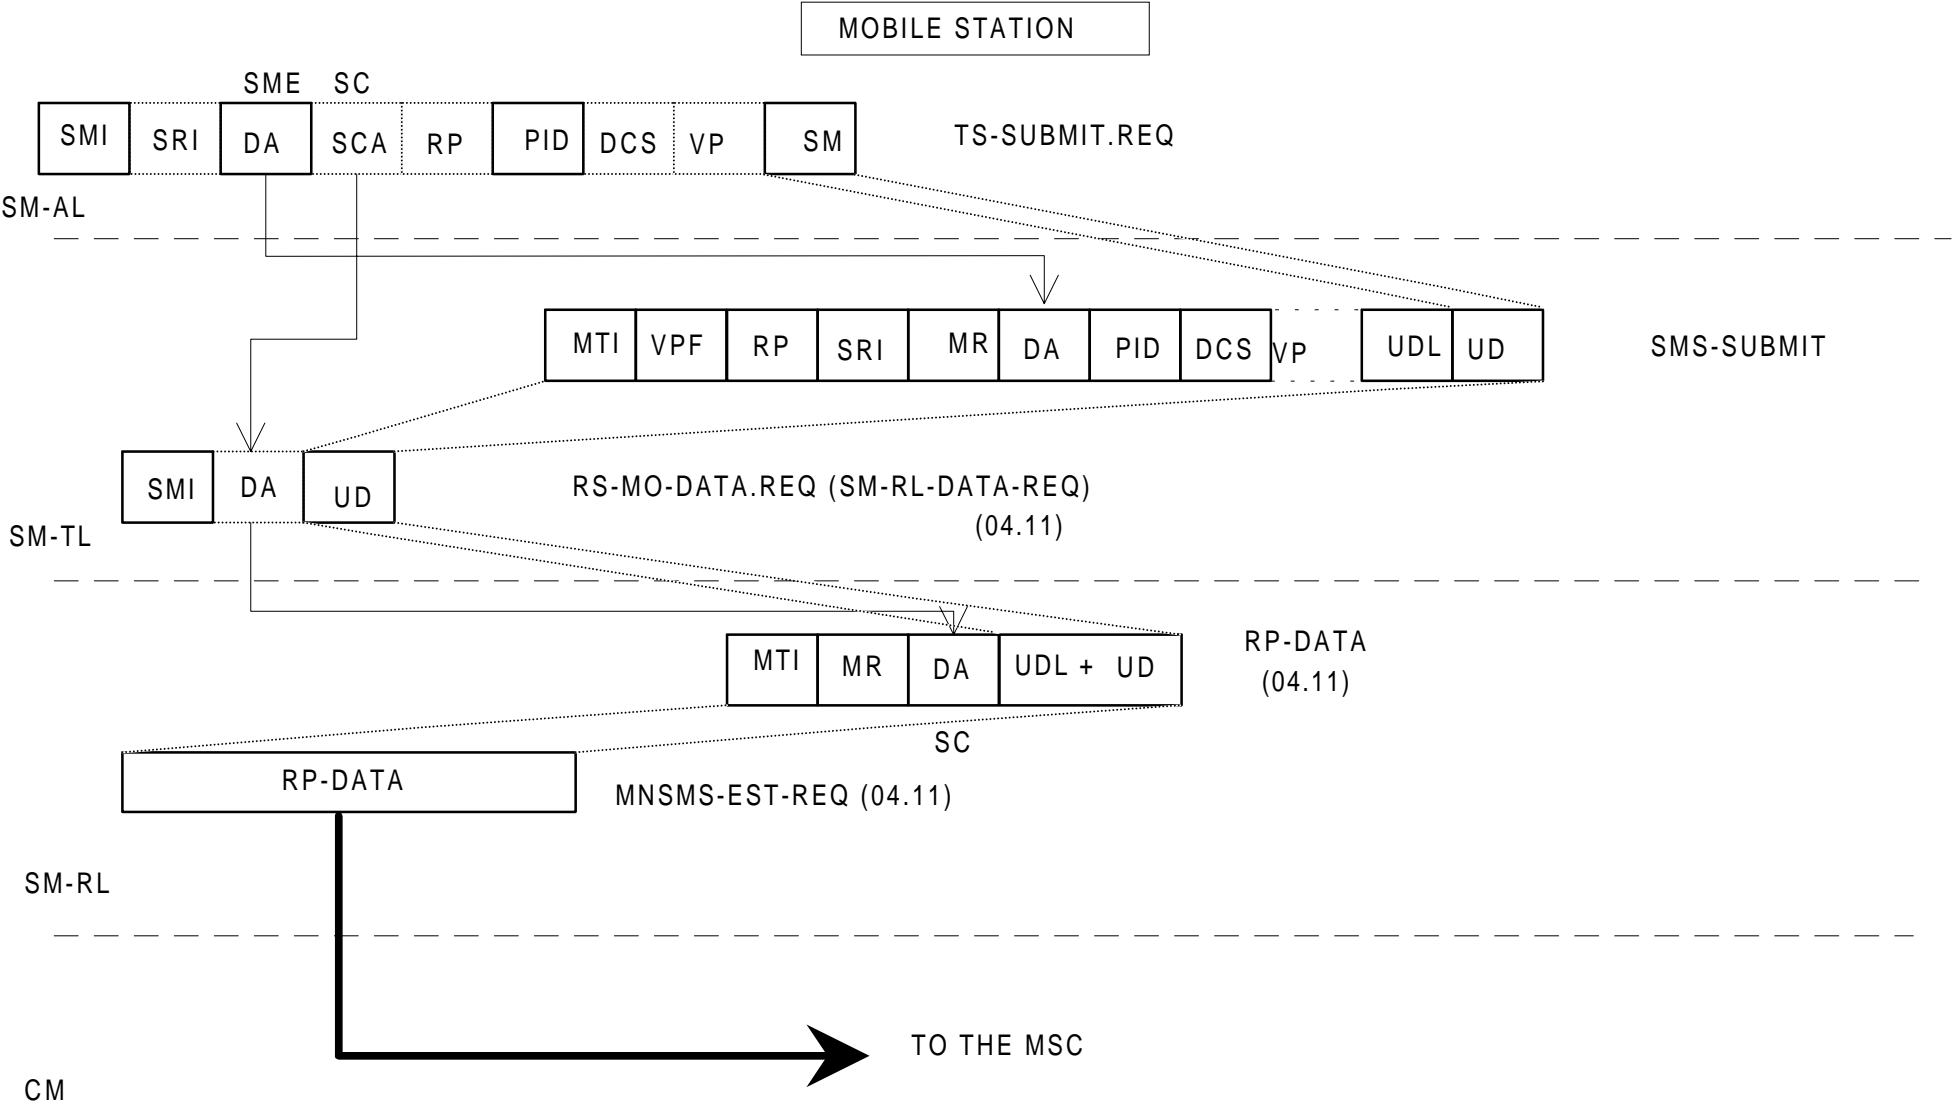 MOBILE STATION
SME SC
SMI SRI DA SCA RP PID DCS VP SM
TS-SUBMIT.REQ
SM-AL
MTI VPF RP SRI MR DA PID DCS VP UDL UD
SMS-SUBMIT
SMI DA UD
RS-MO-DATA.REQ (SM-RL-DATA-REQ)
(04.11)
SM-TL
MTI MR DA UDL + UD
RP-DATA
(04.11)
SC
RP-DATA
MNSMS-EST-REQ (04.11)
SM-RL
TO THE MSC
CM